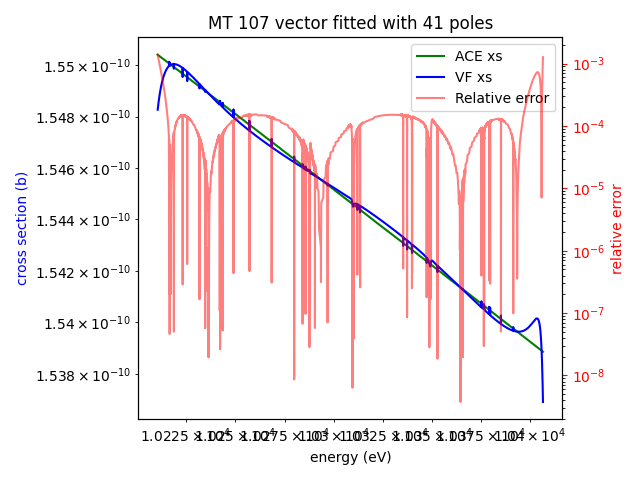 MT 107 vector fitted with 41 poles
ACE xs
VF xs
Relative error
1.55 × 10⁻¹⁰
1.548 × 10⁻¹⁰
1.546 × 10⁻¹⁰
1.544 × 10⁻¹⁰
1.542 × 10⁻¹⁰
1.54 × 10⁻¹⁰
1.538 × 10⁻¹⁰
cross section (b)
10⁻³
10⁻⁴
10⁻⁵
10⁻⁶
10⁻⁷
10⁻⁸
relative error
energy (eV)